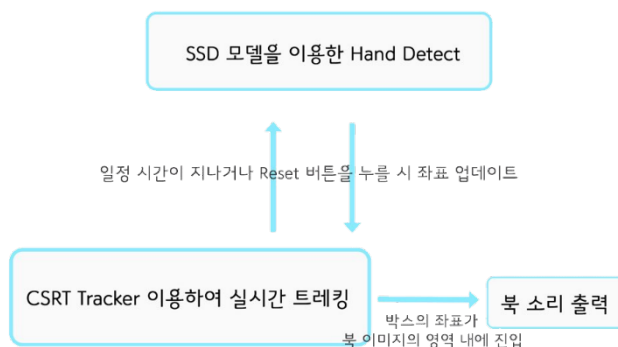 SSD 모델을 이용한 Hand Detect
일정 시간이 지나거나 Reset 버튼을 누를 시 좌표 업데이트
CSRT Tracker 이용하여 실시간 트레킹
북 소리 출력
박스의 좌표가
북 이미지의 영역 내에 진입